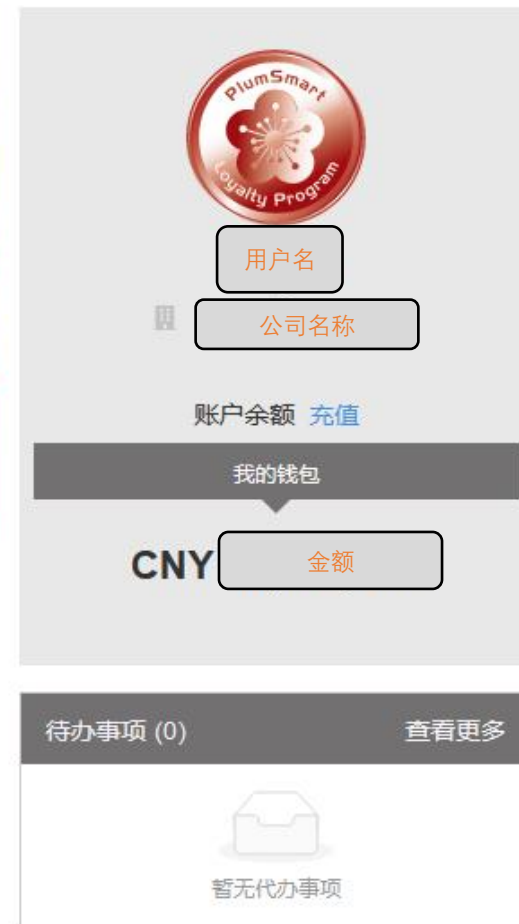 PlumSmart
Loyalty Program
用户名
公司名称
账户余额 充值
我的钱包
CNY 金额
待办事项 (0) 查看更多
暂无代办事项